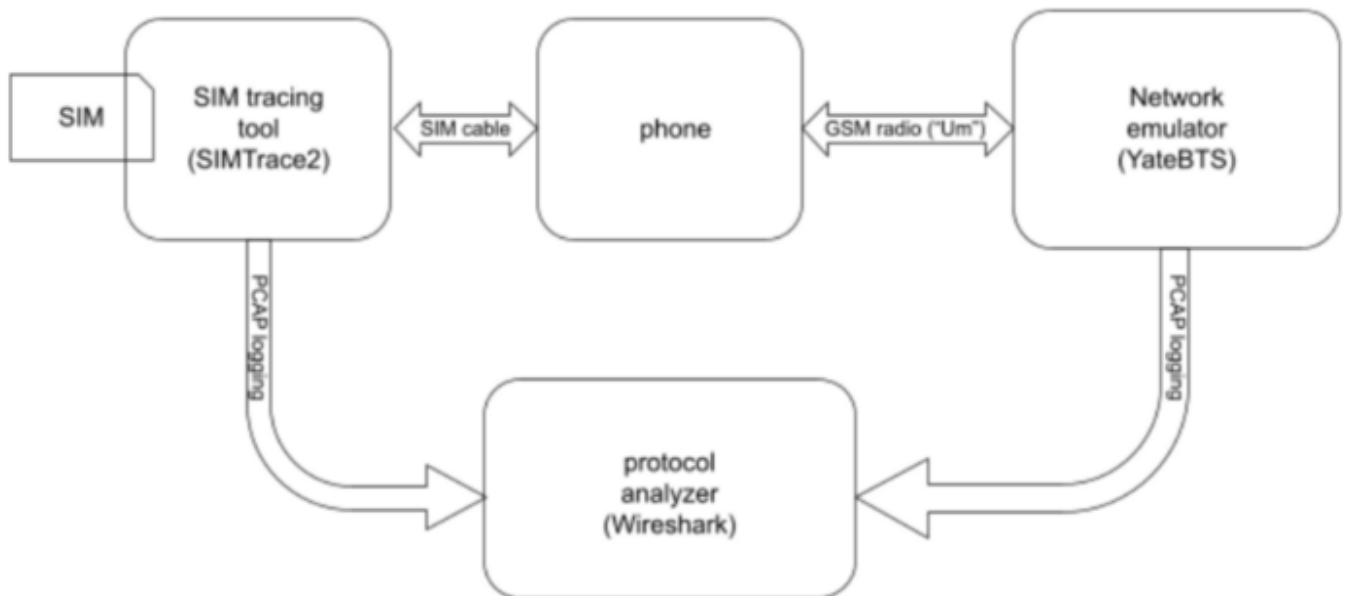 SIM
SIM tracing
tool
(SIMTrace2)
SIM cable
phone
GSM radio ("Um")
Network
emulator
(YateBTS)
PCAP logging
PCAP logging
protocol
analyzer
(Wireshark)